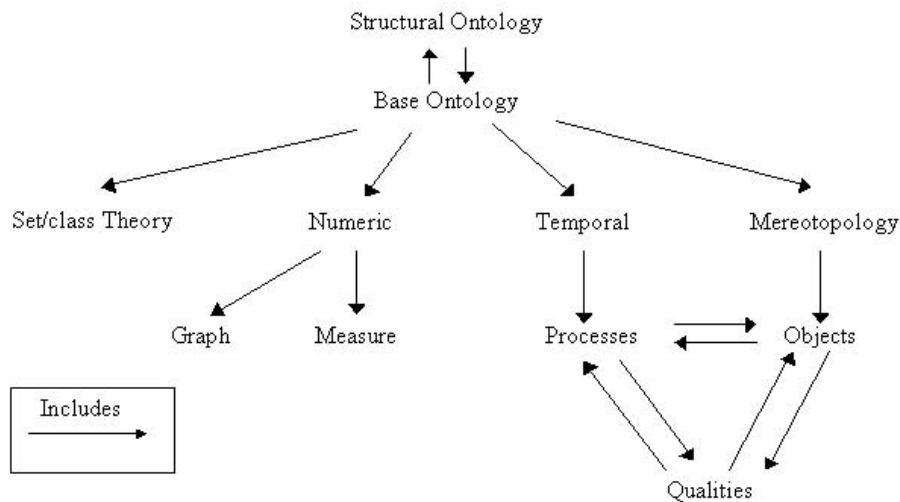 Structural Ontology
Base Ontology
Set/class Theory
Numeric
Temporal
Mereotopology
Graph
Measure
Processes
Objects
Includes
Qualities